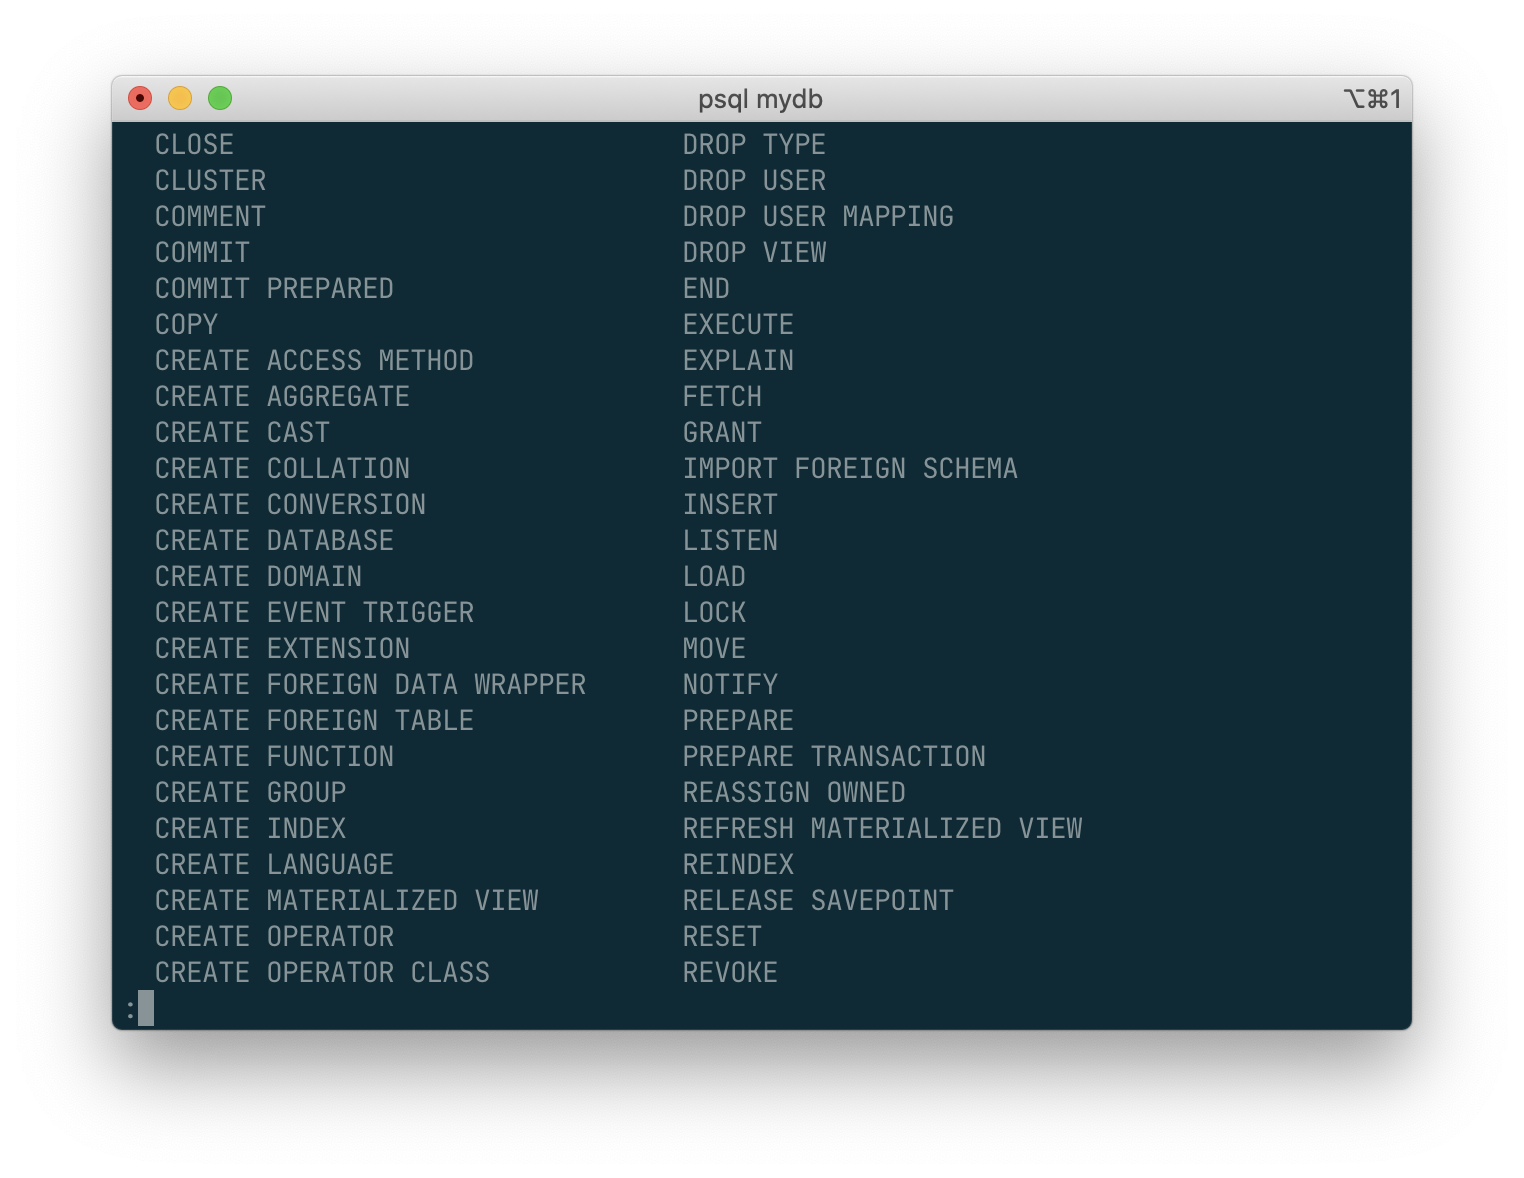 psql mydb ⌥⌘1
CLOSE DROP TYPE
CLUSTER DROP USER
COMMENT DROP USER MAPPING
COMMIT DROP VIEW
COMMIT PREPARED END
COPY EXECUTE
CREATE ACCESS METHOD EXPLAIN
CREATE AGGREGATE FETCH
CREATE CAST GRANT
CREATE COLLATION IMPORT FOREIGN SCHEMA
CREATE CONVERSION INSERT
CREATE DATABASE LISTEN
CREATE DOMAIN LOAD
CREATE EVENT TRIGGER LOCK
CREATE EXTENSION MOVE
CREATE FOREIGN DATA WRAPPER NOTIFY
CREATE FOREIGN TABLE PREPARE
CREATE FUNCTION PREPARE TRANSACTION
CREATE GROUP REASSIGN OWNED
CREATE INDEX REFRESH MATERIALIZED VIEW
CREATE LANGUAGE REINDEX
CREATE MATERIALIZED VIEW RELEASE SAVEPOINT
CREATE OPERATOR RESET
CREATE OPERATOR CLASS REVOKE
: